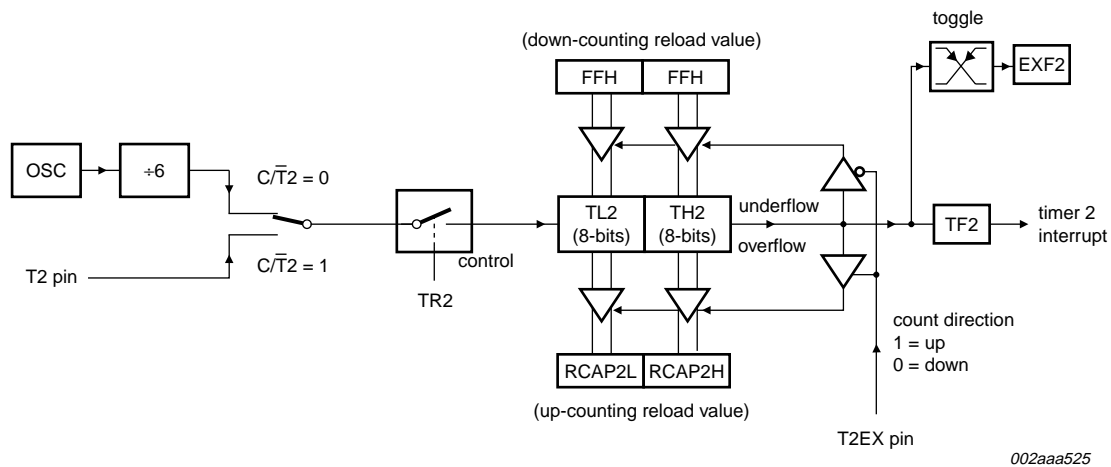 toggle
(down-counting reload value)
FFH FFH
EXF2
OSC
÷6
C/T̅2 = 0
TL2
(8-bits)
TH2
(8-bits)
underflow
overflow
TF2
timer 2
interrupt
C/T̅2 = 1
T2 pin
control
TR2
count direction
1 = up
0 = down
RCAP2L RCAP2H
(up-counting reload value)
T2EX pin
002aaa525